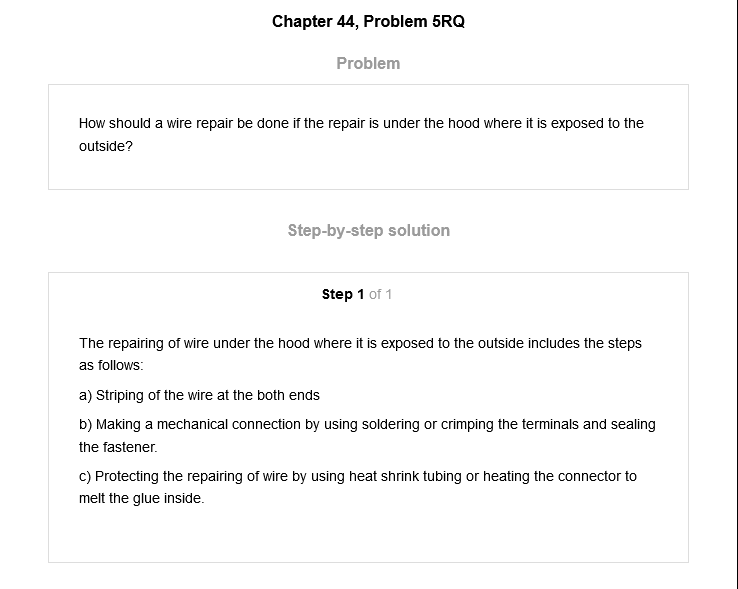 Chapter 44, Problem 5RQ
Problem
How should a wire repair be done if the repair is under the hood where it is exposed to the
outside?
Step-by-step solution
Step 1 of 1
The repairing of wire under the hood where it is exposed to the outside includes the steps
as follows:
a) Striping of the wire at the both ends
b) Making a mechanical connection by using soldering or crimping the terminals and sealing
the fastener.
c) Protecting the repairing of wire by using heat shrink tubing or heating the connector to
melt the glue inside.